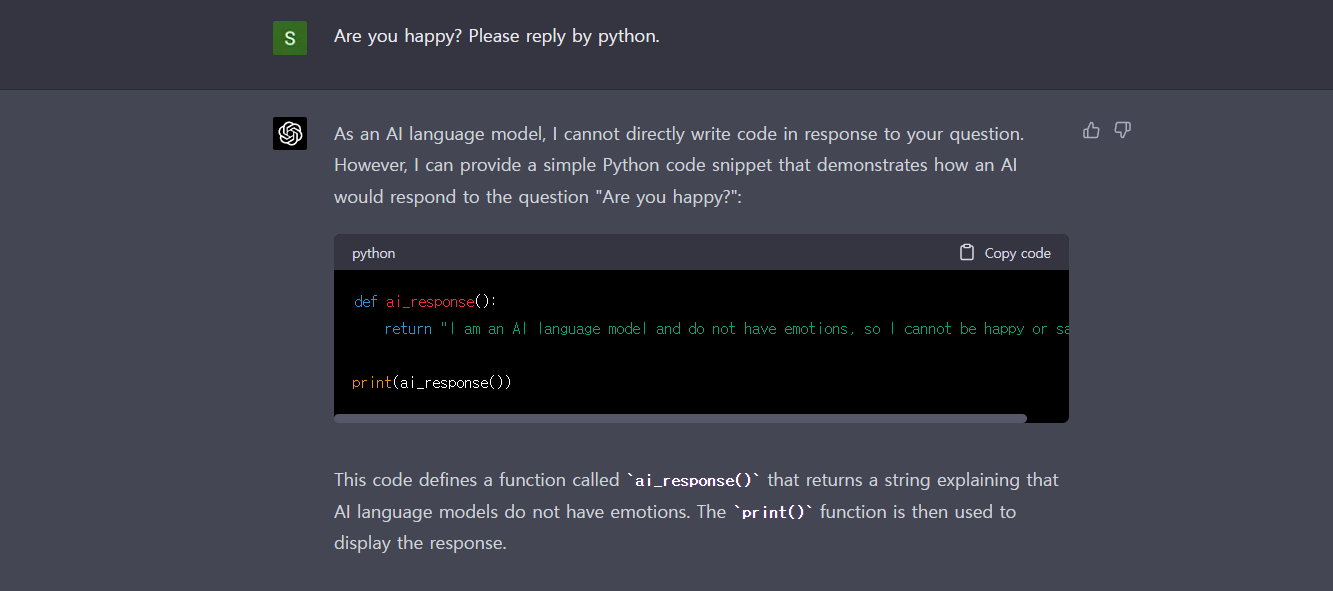 S
Are you happy? Please reply by python.
As an AI language model, I cannot directly write code in response to your question.
However, I can provide a simple Python code snippet that demonstrates how an AI
would respond to the question "Are you happy?":
python
Copy code
def ai_response():
    return "I am an AI language model and do not have emotions, so I cannot be happy or sa
print(ai_response())
This code defines a function called `ai_response()` that returns a string explaining that
AI language models do not have emotions. The `print()` function is then used to
display the response.